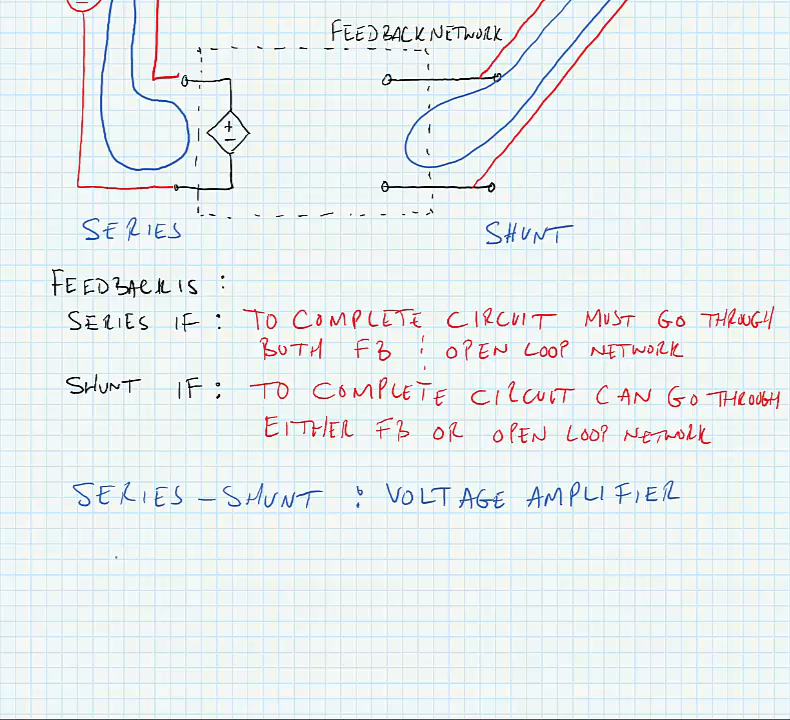 FEEDBACK NETWORK
+
−
SERIES
SHUNT
FEEDBACK IS :
SERIES IF : TO COMPLETE CIRCUIT MUST GO THROUGH
BOTH FB & OPEN LOOP NETWORK
SHUNT IF : TO COMPLETE CIRCUIT CAN GO THROUGH
EITHER FB OR OPEN LOOP NETWORK
SERIES - SHUNT : VOLTAGE AMPLIFIER